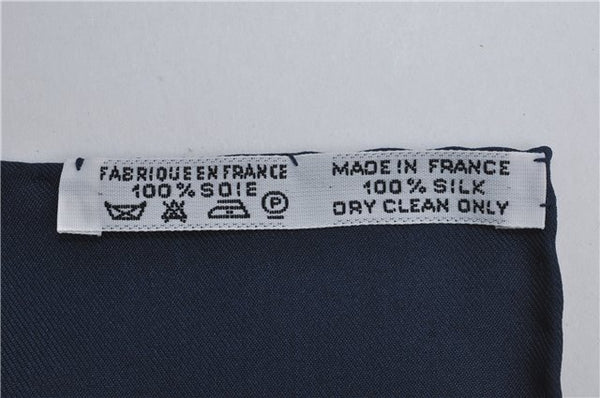 FABRIQUE EN FRANCE
100% SOIE
P
MADE IN FRANCE
100% SILK
DRY CLEAN ONLY